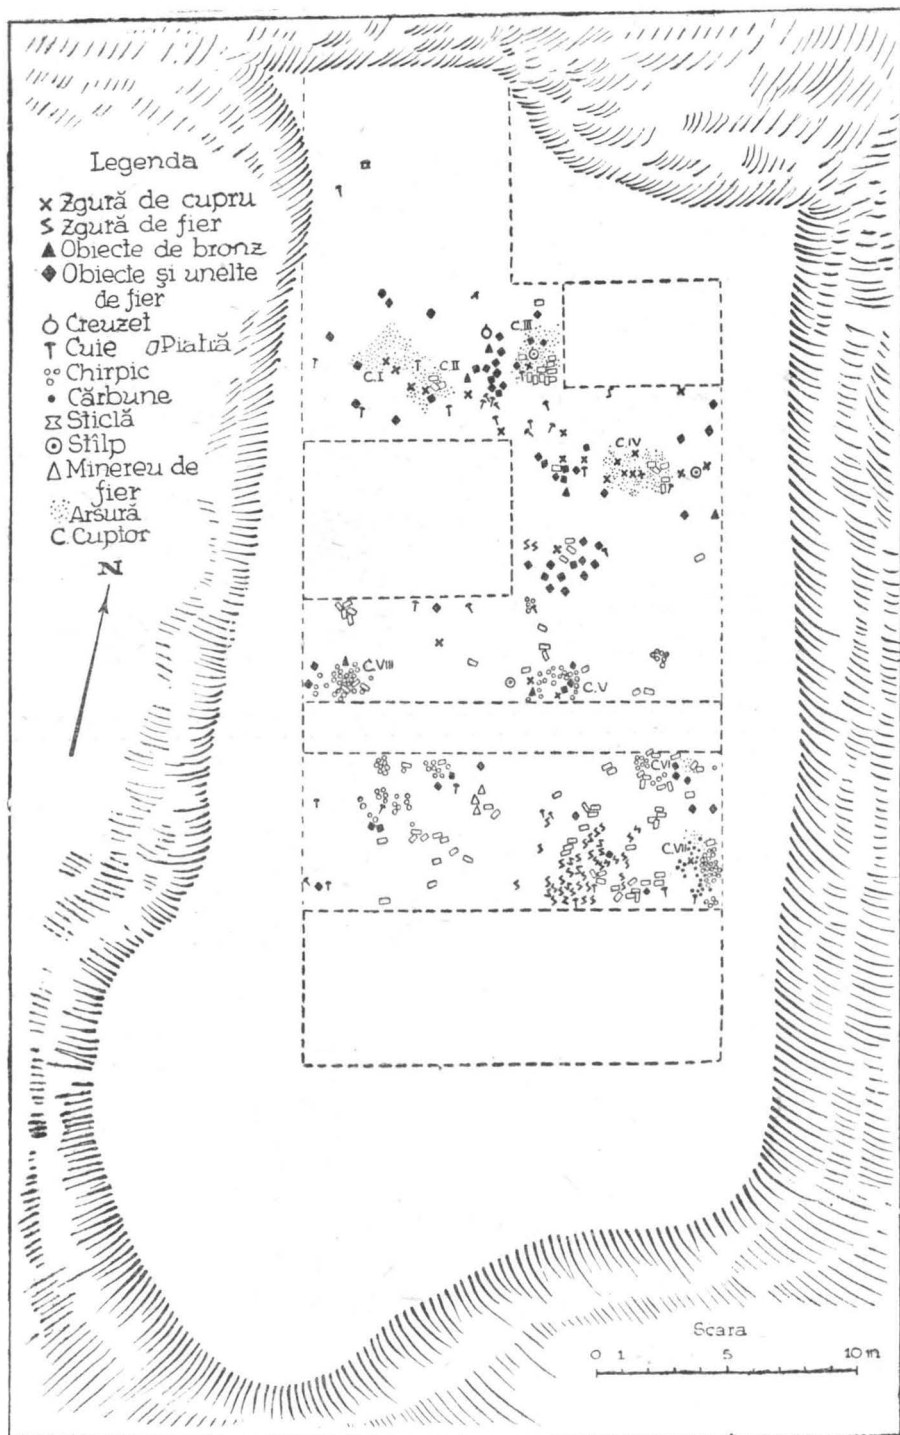 Legenda
Zgură de cupru
Zgură de fier
Obiecte de bronz
Obiecte și unelte
de fier
Creuzet
Cuie Piatră
Chirpic
Cărbune
Sticlă
Stîlp
Minereu de
fier
Arsură
C. Cuptor
N
C.III
C.I
C.II
C.IV
C.VIII
C.V
C.VI
C.VII
Scara
0 1 5 10 m